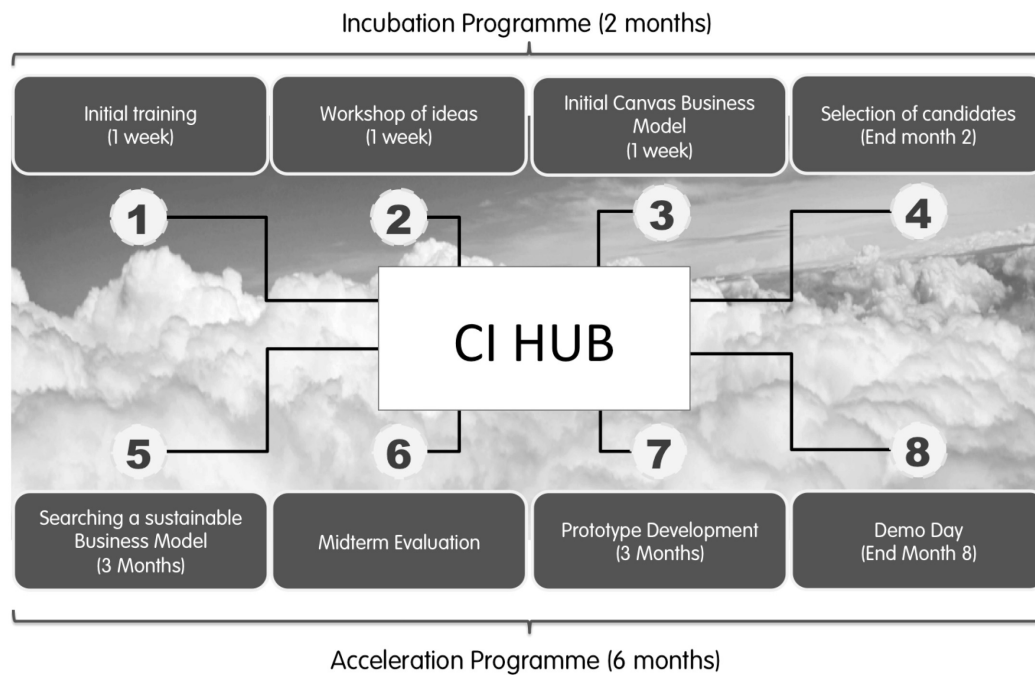 Incubation Programme (2 months)
Initial training
(1 week)
Workshop of ideas
(1 week)
Initial Canvas Business
Model
(1 week)
Selection of candidates
(End month 2)
1
2
3
4
CI HUB
5
6
7
8
Searching a sustainable
Business Model
(3 Months)
Midterm Evaluation
Prototype Development
(3 Months)
Demo Day
(End Month 8)
Acceleration Programme (6 months)